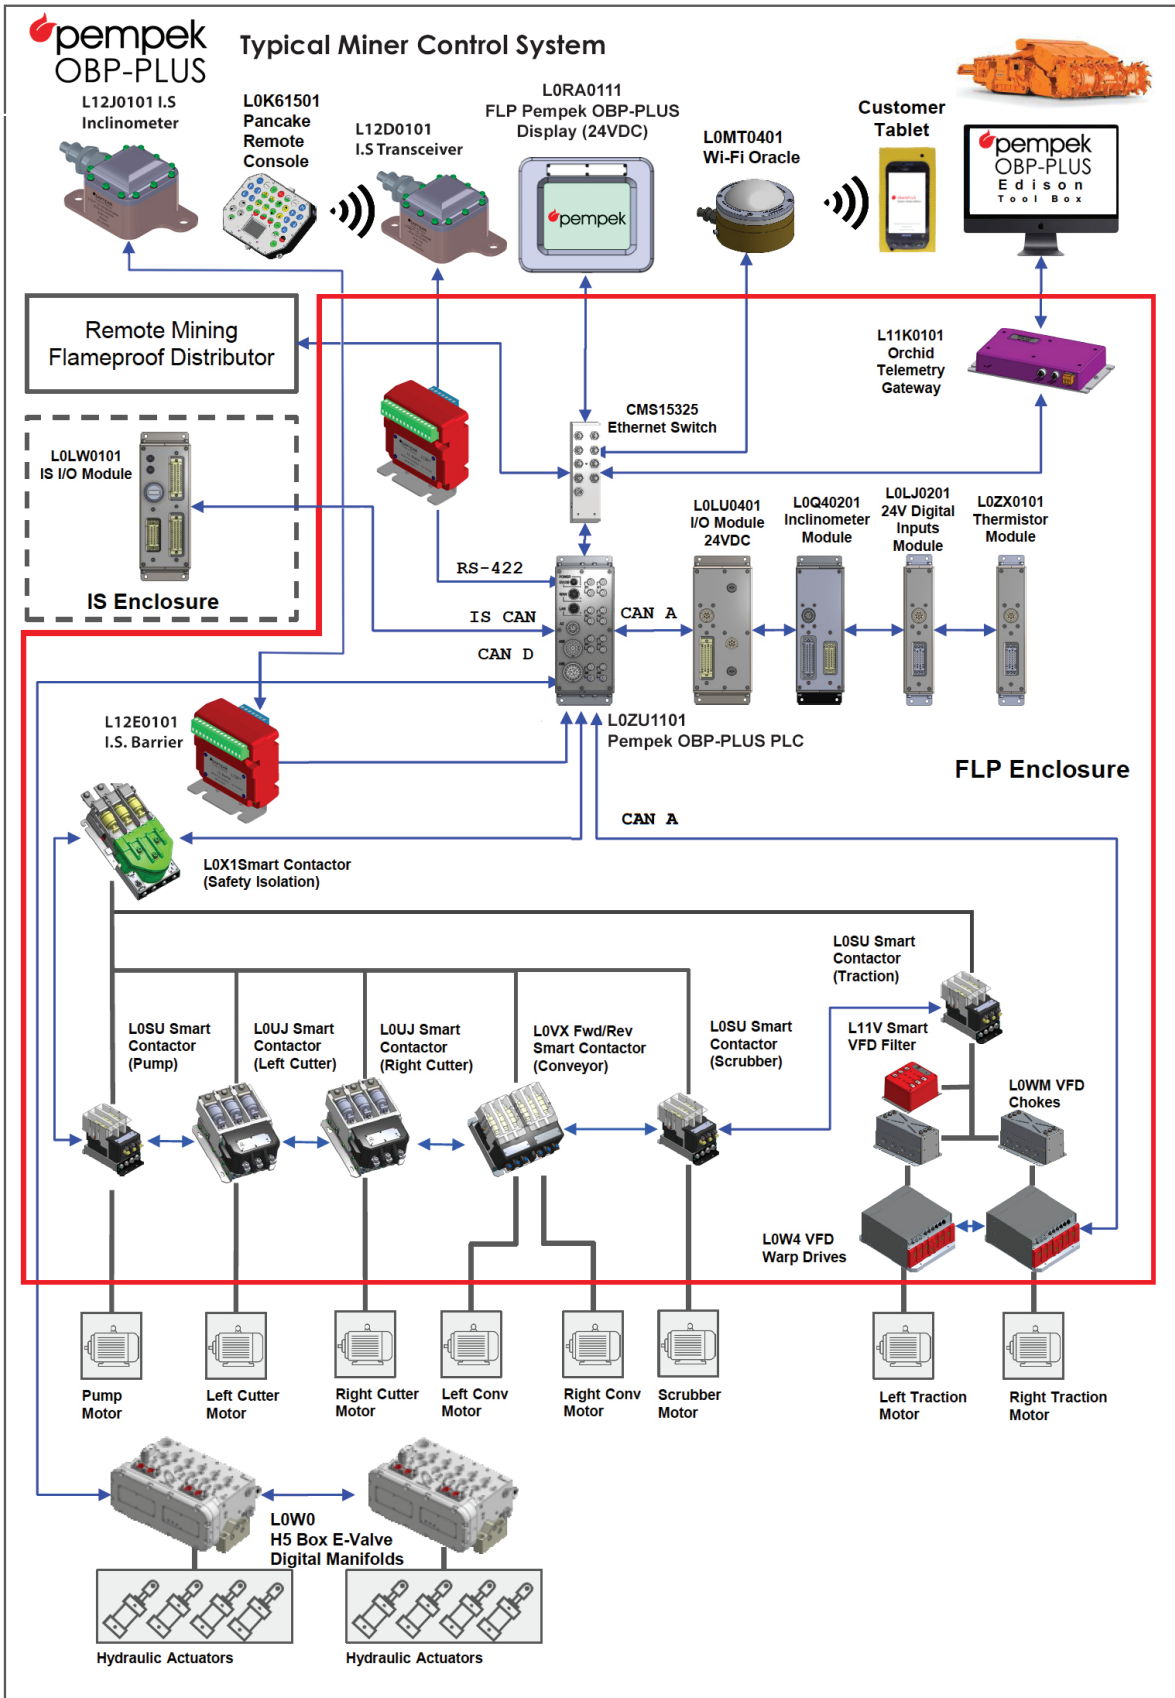 pempek
OBP-PLUS
Typical Miner Control System
L12J0101 I.S
Inclinometer
L0K61501
Pancake
Remote
Console
L12D0101
I.S Transceiver
L0RA0111
FLP Pempek OBP-PLUS
Display (24VDC)
pempek
L0MT0401
Wi-Fi Oracle
Customer
Tablet
pempek
OBP-PLUS
Edison
Tool Box
Remote Mining
Flameproof Distributor
L11K0101
Orchid
Telemetry
Gateway
CMS15325
Ethernet Switch
L0LW0101
IS I/O Module
IS Enclosure
L0LU0401
I/O Module
24VDC
L0Q40201
Inclinometer
Module
L0LJ0201
24V Digital
Inputs
Module
L0ZX0101
Thermistor
Module
RS-422
IS CAN
CAN D
CAN A
L12E0101
I.S. Barrier
L0ZU1101
Pempek OBP-PLUS PLC
FLP Enclosure
CAN A
L0X1Smart Contactor
(Safety Isolation)
L0SU Smart
Contactor
(Traction)
L0SU Smart
Contactor
(Pump)
L0UJ Smart
Contactor
(Left Cutter)
L0UJ Smart
Contactor
(Right Cutter)
L0VX Fwd/Rev
Smart Contactor
(Conveyor)
L0SU Smart
Contactor
(Scrubber)
L11V Smart
VFD Filter
L0WM VFD
Chokes
L0W4 VFD
Warp Drives
Pump
Motor
Left Cutter
Motor
Right Cutter
Motor
Left Conv
Motor
Right Conv
Motor
Scrubber
Motor
Left Traction
Motor
Right Traction
Motor
L0W0
H5 Box E-Valve
Digital Manifolds
Hydraulic Actuators
Hydraulic Actuators